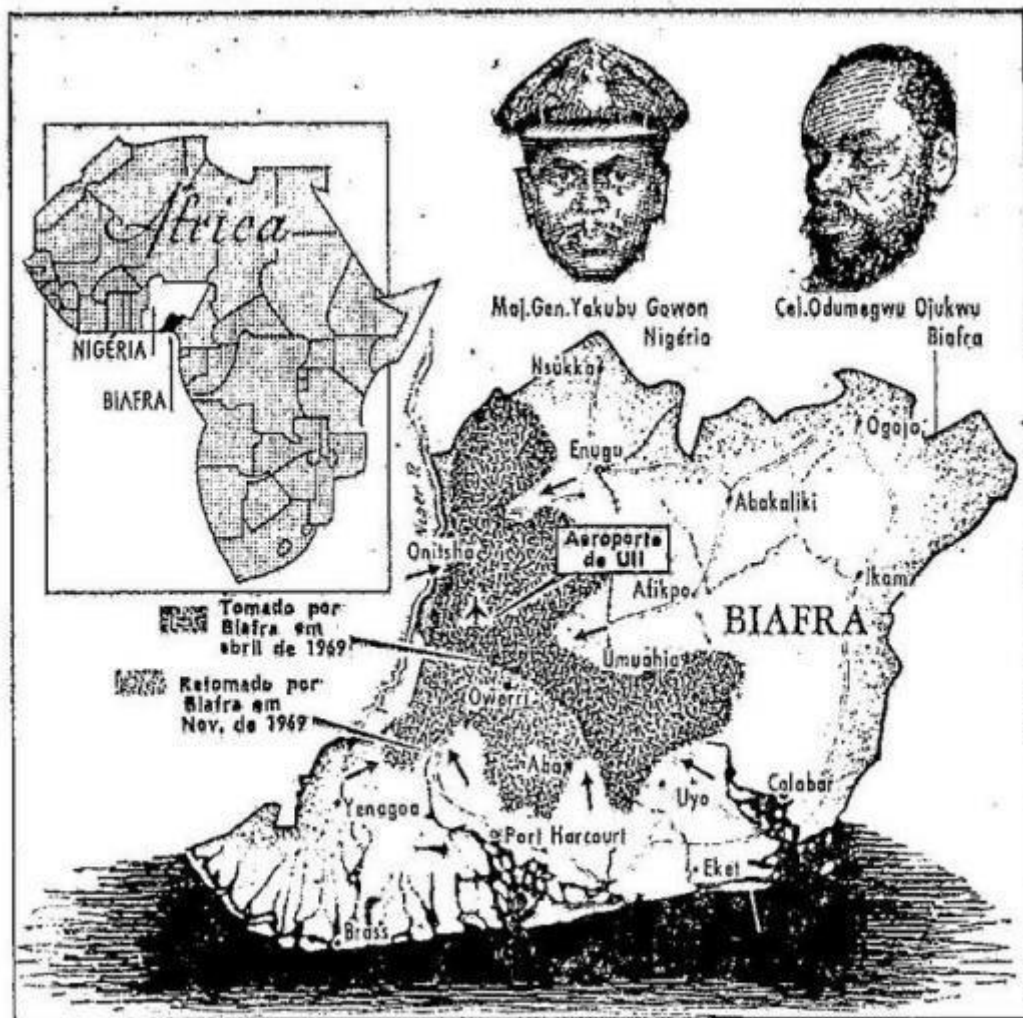 África
NIGÉRIA
BIAFRA
Maj.Gen.Yakubu Gowon
Nigéria
Cel.Odumegwu Ojukwu
Biafra
Nsukka
Ogoja
Enugu
Abakaliki
Niger R.
Onitsha
Aeroporto
de Uli
Afikpo
Ikom
BIAFRA
Tomado por
Biafra em
abril de 1969
Umuahia
Retomado por
Biafra em
Nov. de 1969
Owerri
Aba
Calabar
Uyo
Yenagoa
Port Harcourt
Eket
Brass